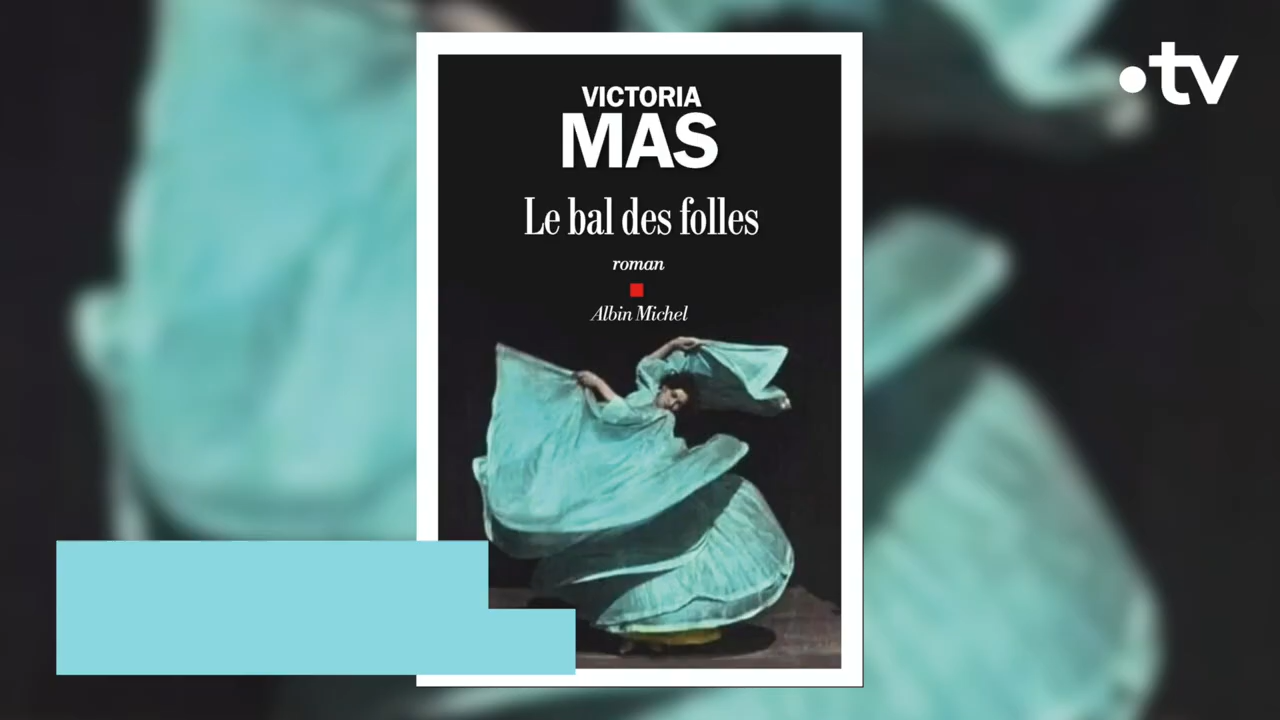 VICTORIA
MAS
Le bal des folles
roman
Albin Michel
•tv